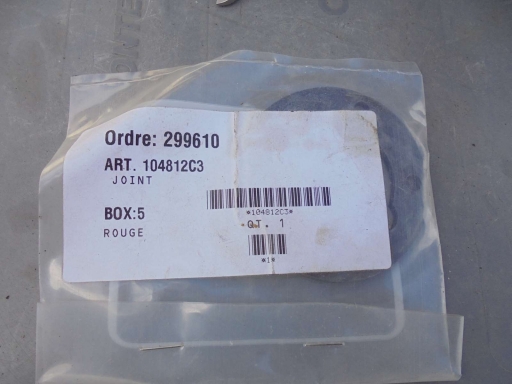 Ordre: 299610
ART. 104812C3
JOINT
*104812C3*
BOX:5
QT. 1
ROUGE
*1*